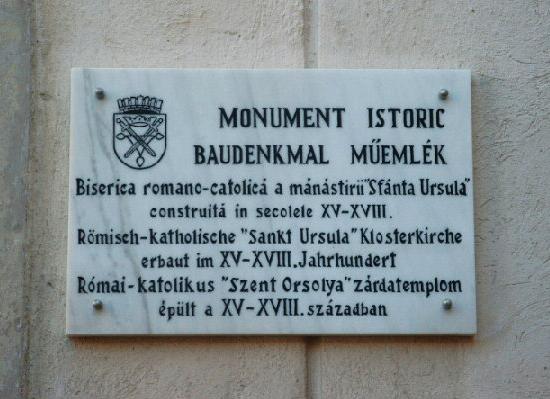 MONUMENT ISTORIC
BAUDENKMAL MŰEMLÉK
Biserica romano-catolică a mănăstirii "Sfânta Ursula"
construită în secolele XV-XVIII.
Römisch-katholische "Sankt Ursula" Klosterkirche
erbaut im XV-XVIII. Jahrhundert
Római-katolikus "Szent Orsolya" zárdatemplom
épült a XV-XVIII. században